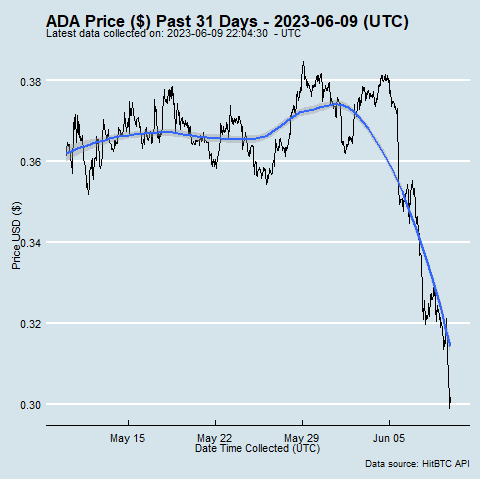 ADA Price ($) Past 31 Days - 2023-06-09 (UTC)
Latest data collected on: 2023-06-09 22:04:30  - UTC
0.38
0.36
0.34
0.32
0.30
Price USD ($)
May 15
May 22
May 29
Jun 05
Date Time Collected (UTC)
Data source: HitBTC API